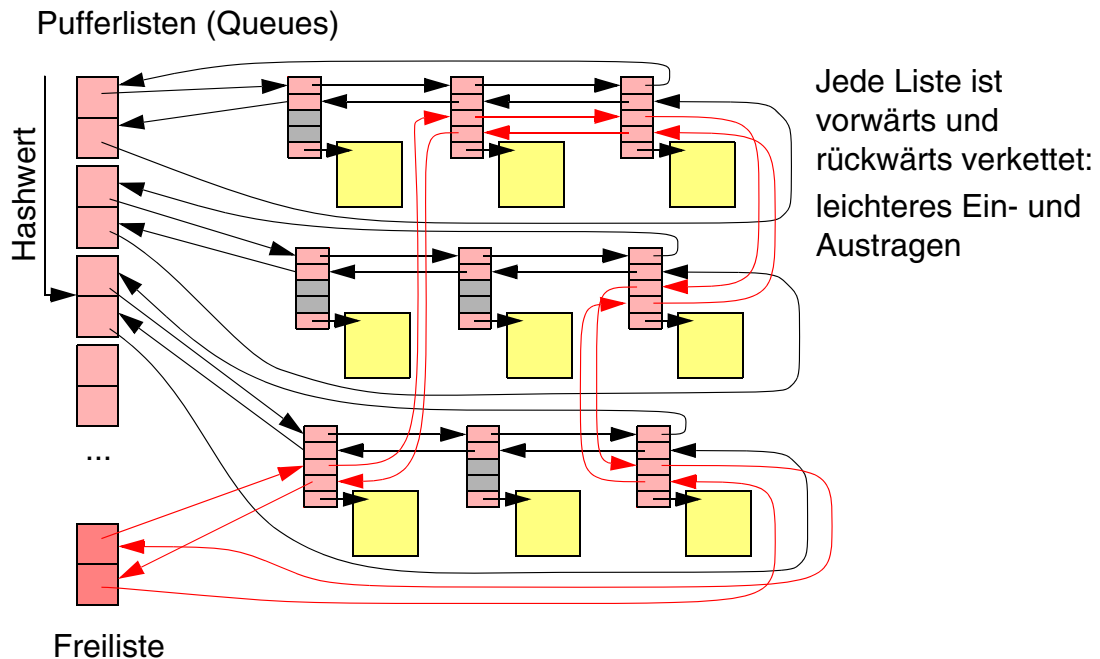 Pufferlisten (Queues)
Hashwert
Jede Liste ist
vorwärts und
rückwärts verkettet:
leichteres Ein- und
Austragen
...
Freiliste